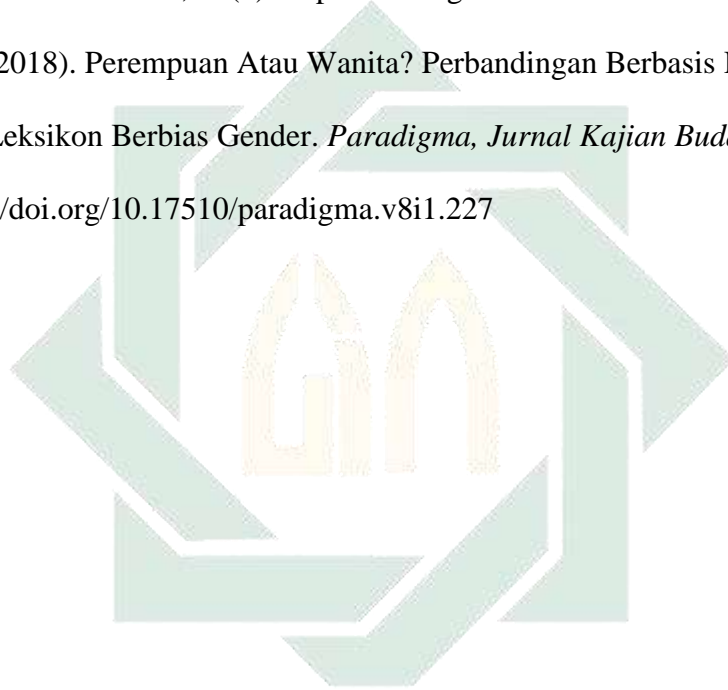 2018). Perempuan Atau Wanita? Perbandingan Berbasis
Leksikon Berbias Gender. Paradigma, Jurnal Kajian
/doi.org/10.17510/paradigma.v8i1.227